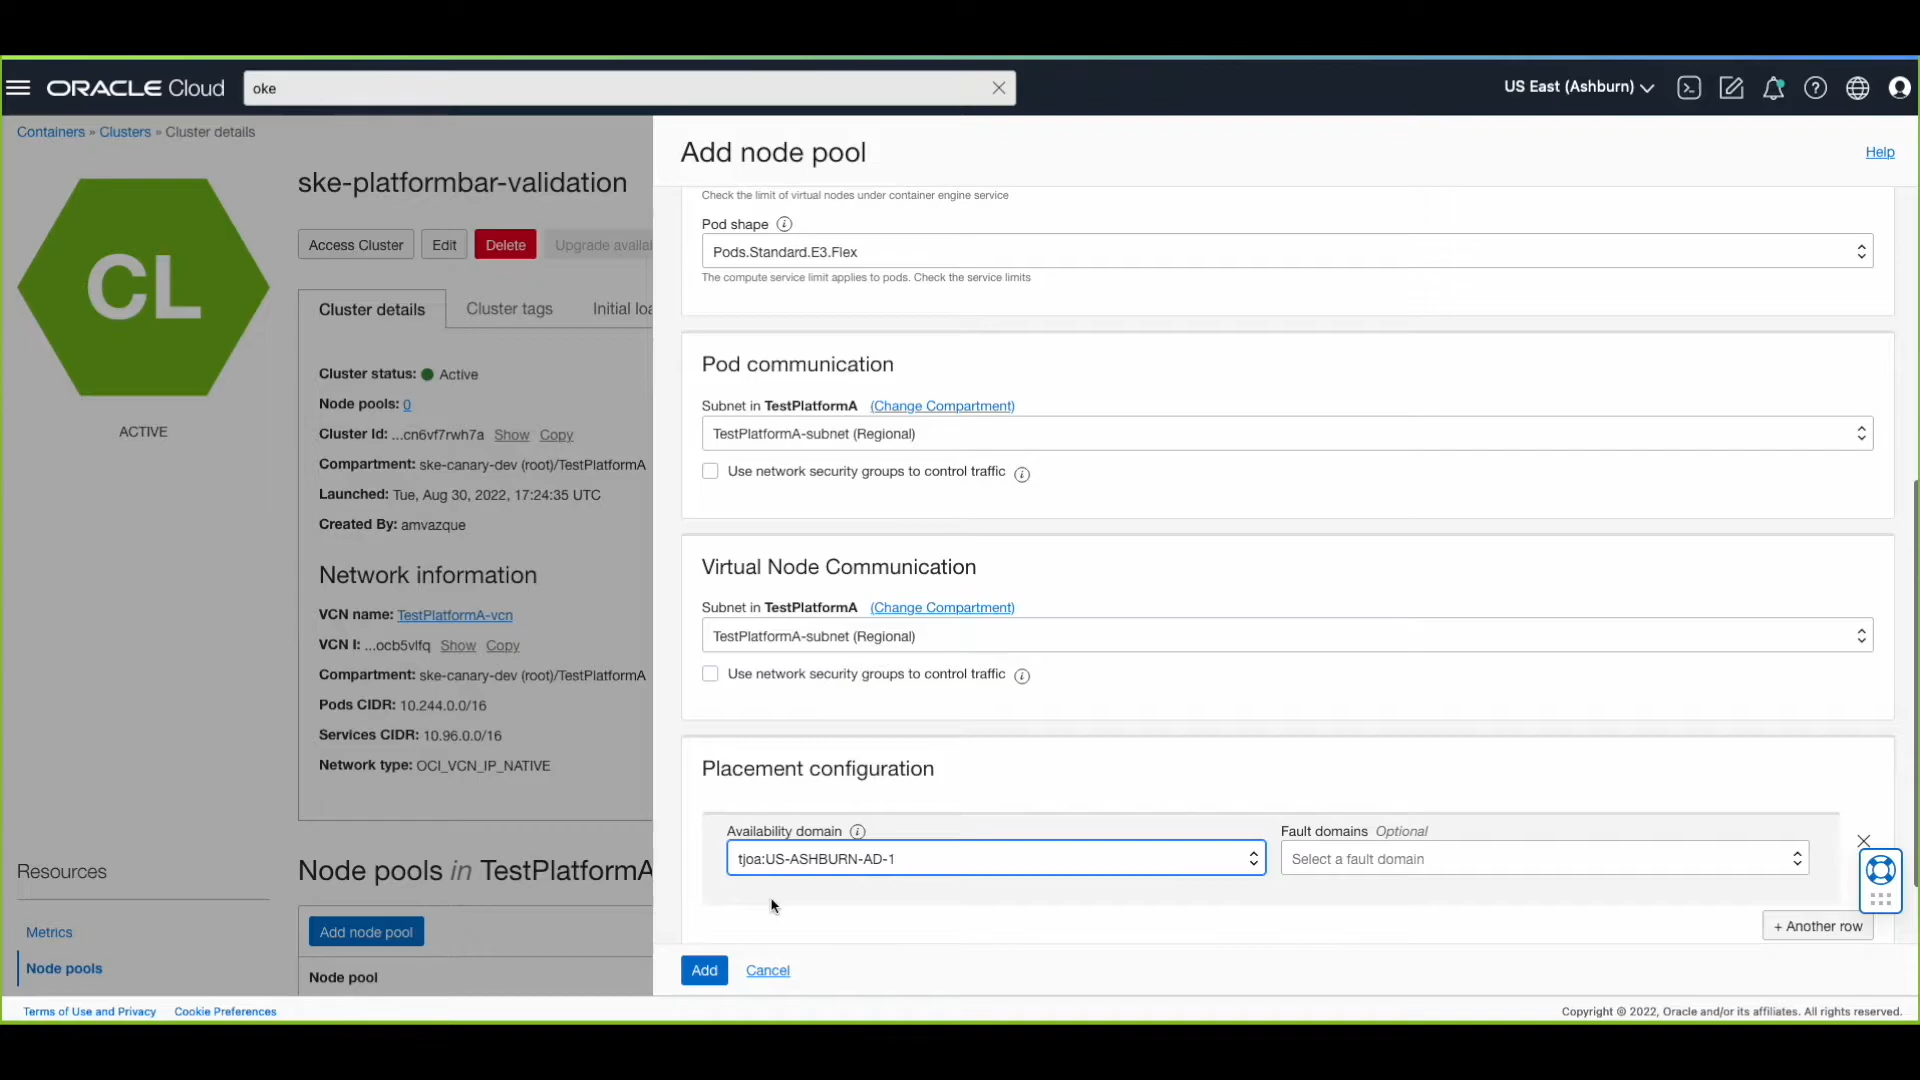 ORACLE Cloud
oke
US East (Ashburn)
Containers » Clusters » Cluster details
CL
ACTIVE
ske-platformbar-validation
Access Cluster
Edit
Delete
Upgrade availa
Cluster details
Cluster tags
Initial loa
Cluster status: Active
Node pools: 0
Cluster Id: ...cn6vf7rwh7a Show Copy
Compartment: ske-canary-dev (root)/TestPlatformA
Launched: Tue, Aug 30, 2022, 17:24:35 UTC
Created By: amvazque
Network information
VCN name: TestPlatformA-vcn
VCN I: ...ocb5vlfq Show Copy
Compartment: ske-canary-dev (root)/TestPlatformA
Pods CIDR: 10.244.0.0/16
Services CIDR: 10.96.0.0/16
Network type: OCI_VCN_IP_NATIVE
Resources
Metrics
Node pools
Node pools in TestPlatformA
Add node pool
Node pool
Add node pool
Help
Check the limit of virtual nodes under container engine service
Pod shape
Pods.Standard.E3.Flex
The compute service limit applies to pods. Check the service limits
Pod communication
Subnet in TestPlatformA (Change Compartment)
TestPlatformA-subnet (Regional)
Use network security groups to control traffic
Virtual Node Communication
Subnet in TestPlatformA (Change Compartment)
TestPlatformA-subnet (Regional)
Use network security groups to control traffic
Placement configuration
Availability domain
tjoa:US-ASHBURN-AD-1
Fault domains Optional
Select a fault domain
+ Another row
Add
Cancel
Terms of Use and Privacy
Cookie Preferences
Copyright © 2022, Oracle and/or its affiliates. All rights reserved.